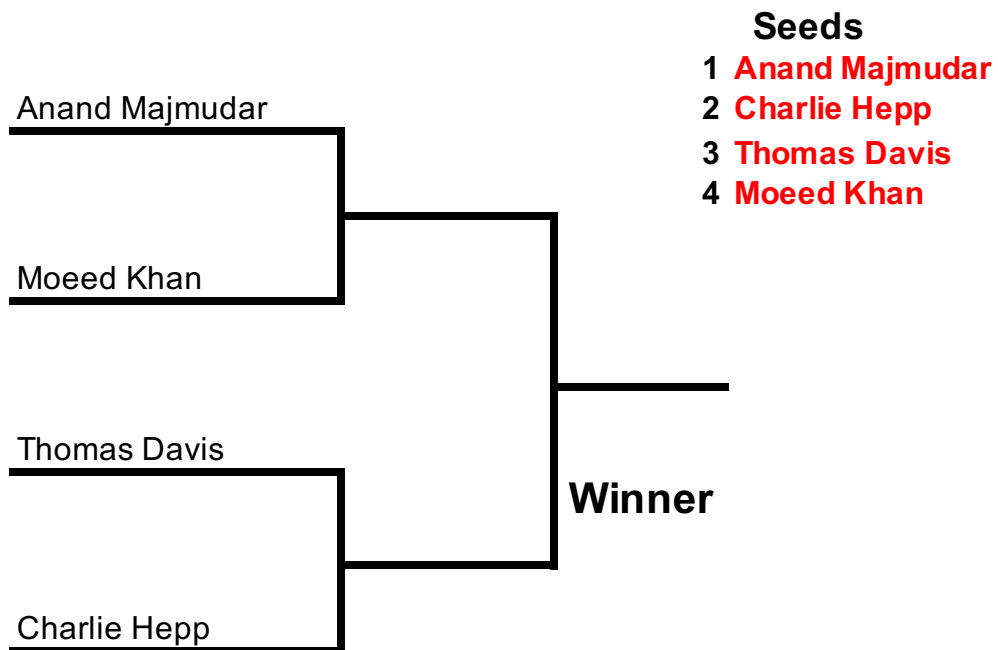 Seeds
1 Anand Majmudar
2 Charlie Hepp
3 Thomas Davis
4 Moeed Khan
Anand Majmudar
Moeed Khan
Thomas Davis
Winner
Charlie Hepp